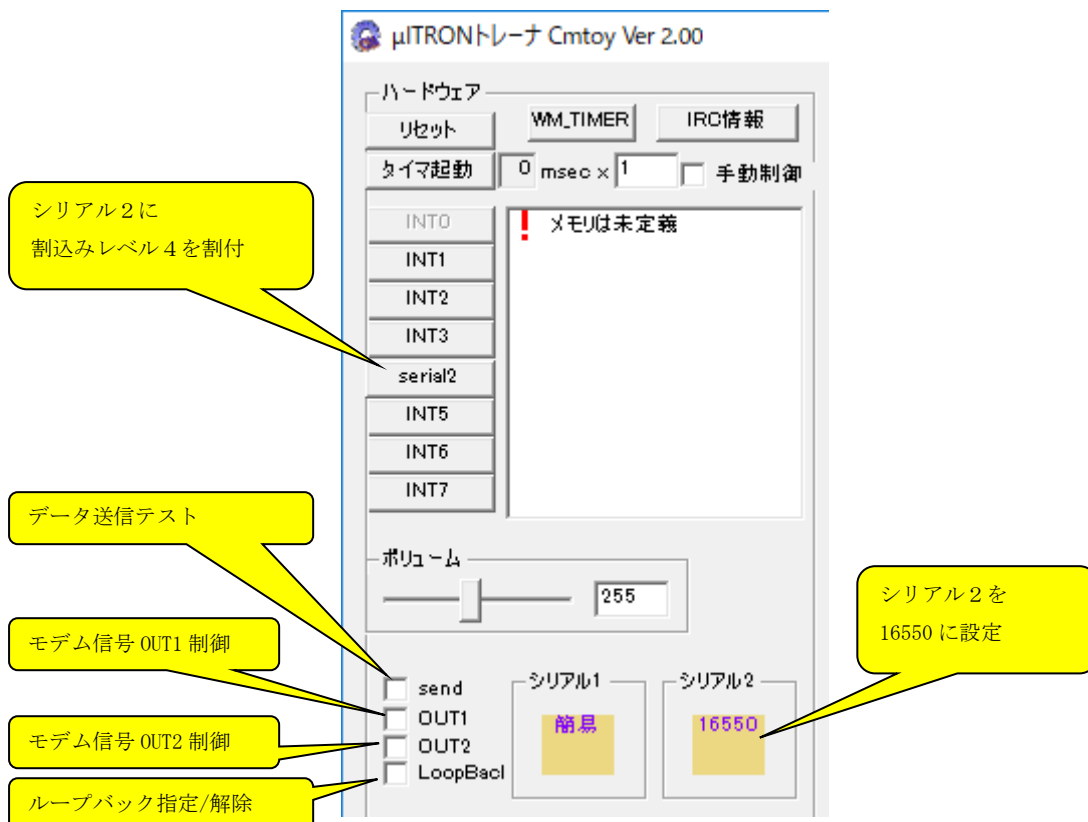 μITRONトレーナ Cmtoy Ver 2.00
ハードウェア
リセット
WM_TIMER
IRC情報
タイマ起動
0 msec × 1
手動制御
シリアル２に
割込みレベル４を割付
INT0
! メモリは未定義
INT1
INT2
INT3
serial2
INT5
INT6
INT7
データ送信テスト
ボリューム
255
シリアル２を
16550 に設定
モデム信号 OUT1 制御
send
シリアル1
シリアル2
OUT1
簡易
16550
モデム信号 OUT2 制御
OUT2
LoopBacl
ループバック指定/解除